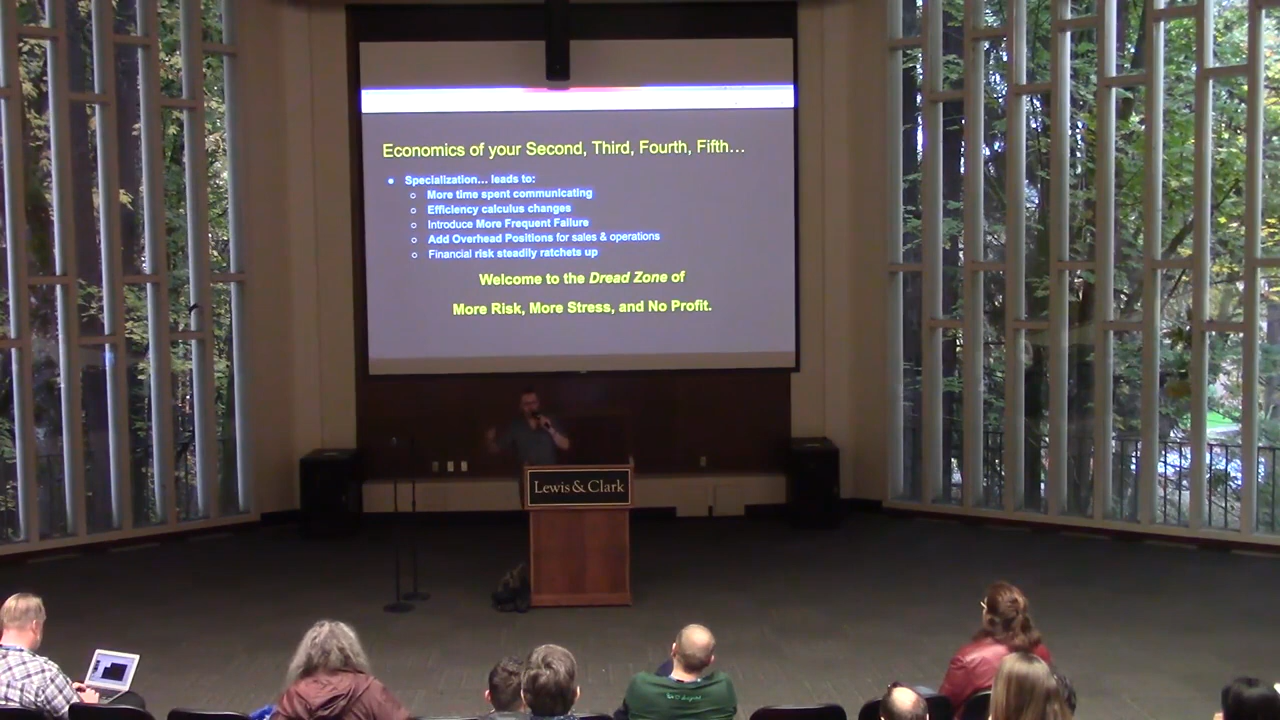 Economics of your Second, Third, Fourth, Fifth…
● Specialization… leads to:
○ More time spent communicating
○ Efficiency calculus changes
○ Introduce More Frequent Failure
○ Add Overhead Positions for sales & operations
○ Financial risk steadily ratchets up
Welcome to the Dread Zone of
More Risk, More Stress, and No Profit.
Lewis & Clark